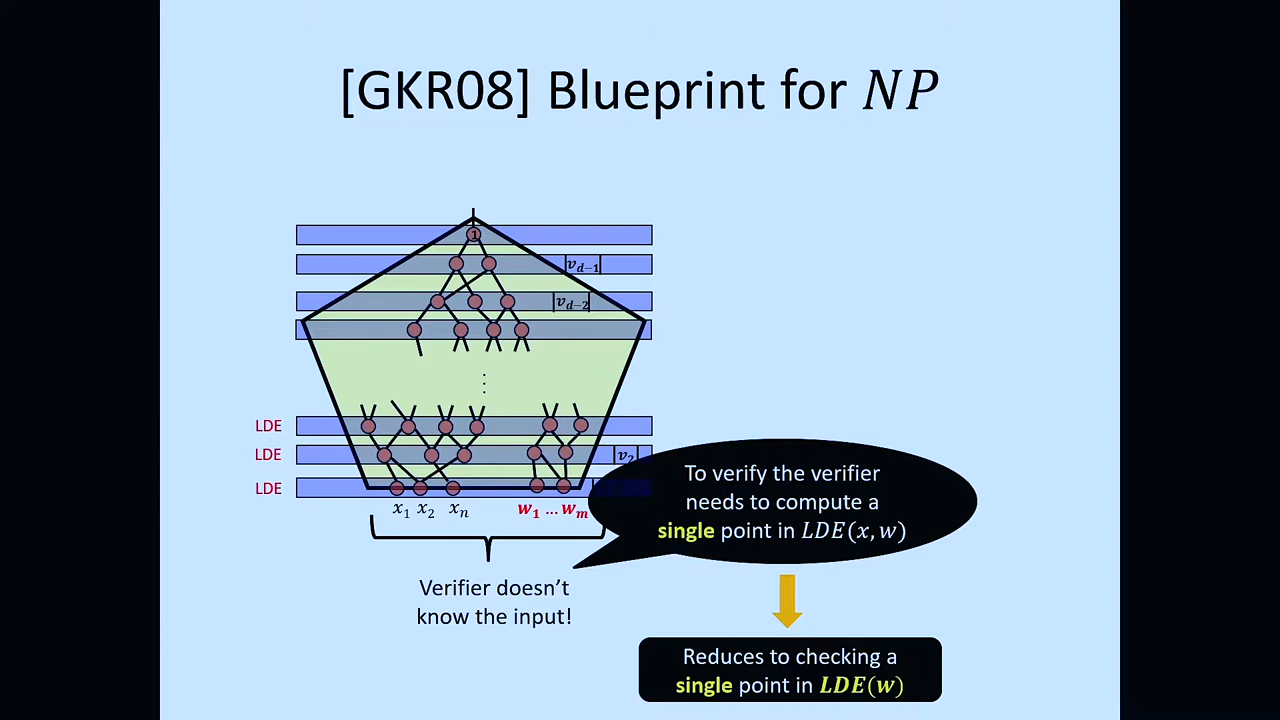 [GKR08] Blueprint for NP
1
v_{d−1}
v_{d−2}
⋮
LDE
LDE
v_2
LDE
x_1 x_2 x_n w_1 ... w_m
To verify the verifier
needs to compute a
single point in LDE(x, w)
Verifier doesn't
know the input!
Reduces to checking a
single point in LDE(w)